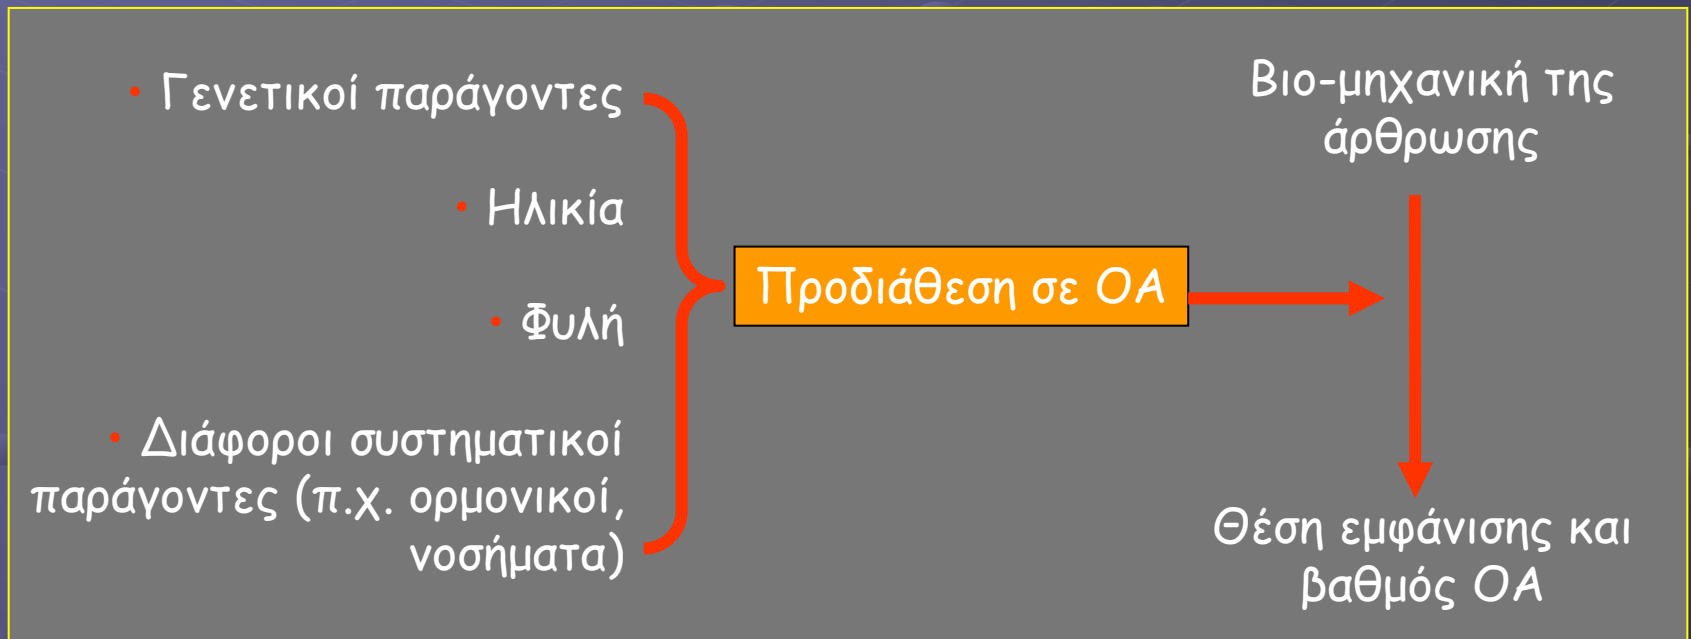 • Γενετικοί παράγοντες
• Ηλικία
• Φυλή
• Διάφοροι συστηματικοί
παράγοντες (π.χ. ορμονικοί,
νοσήματα)
Προδιάθεση σε ΟΑ
Βιο-μηχανική της
άρθρωσης
Θέση εμφάνισης και
βαθμός ΟΑ